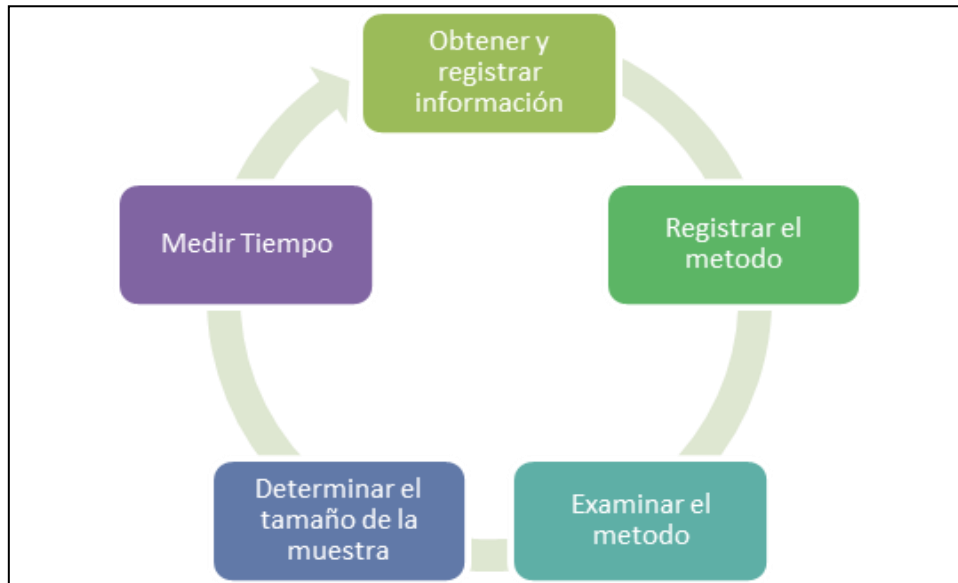 Obtener y
registrar
información
Registrar el
metodo
Examinar el
metodo
Determinar el
tamaño de la
muestra
Medir Tiempo